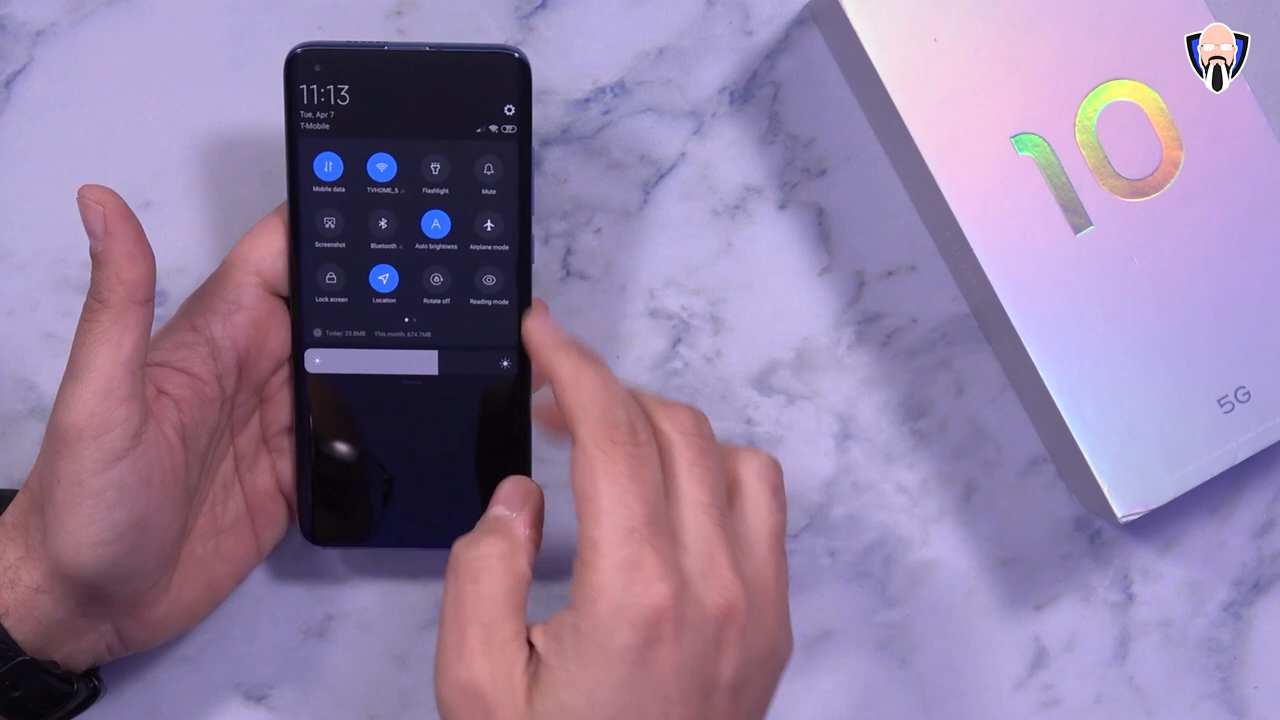 11:13
Tue, Apr 7
T-Mobile
Mobile data
TVHOME_5
Flashlight
Mute
Screenshot
Bluetooth
Auto brightness
Airplane mode
Lock screen
Location
Rotate off
Reading mode
Today: 25.8MB This month: 674.7MB
10
5G